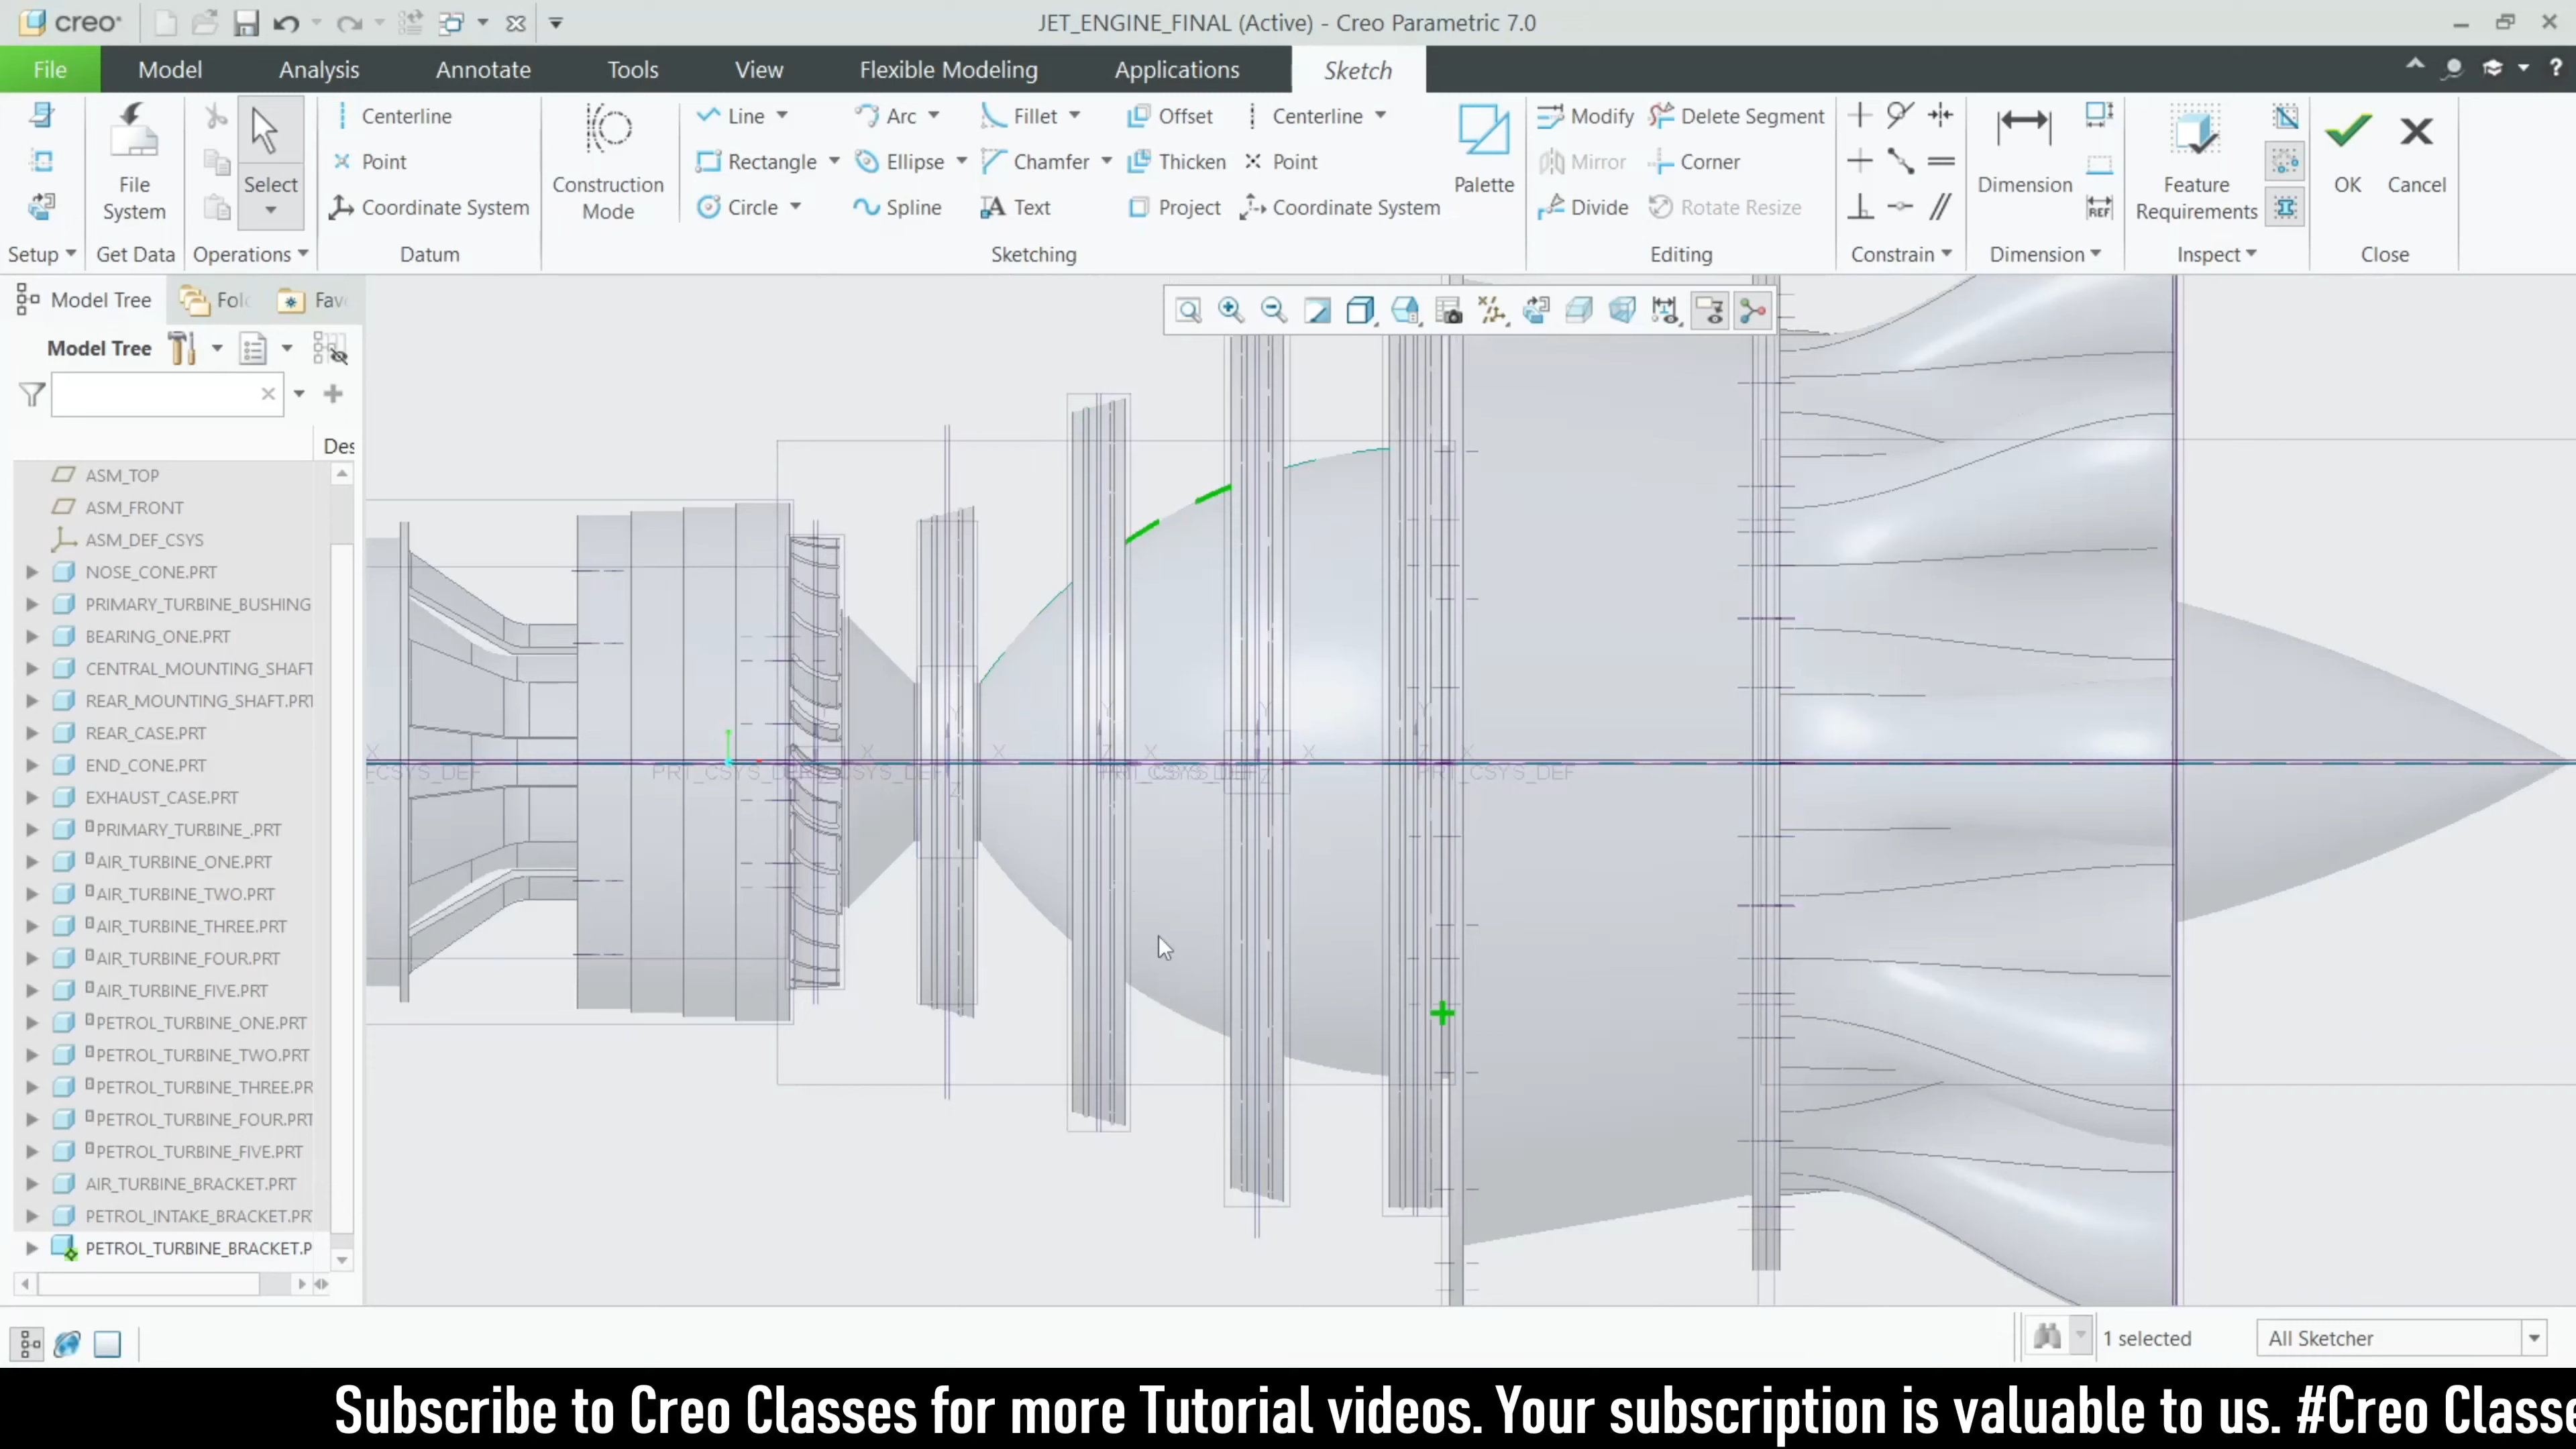 creo
JET_ENGINE_FINAL (Active) - Creo Parametric 7.0
File Model Analysis Annotate Tools View Flexible Modeling Applications Sketch
Centerline Line Arc Fillet Offset Centerline Modify Delete Segment
Point Rectangle Ellipse Chamfer Thicken Point Mirror Corner
Coordinate System Circle Spline Text Project Coordinate System Divide Rotate Resize
File System Select Construction Mode Palette Dimension REF Feature Requirements OK Cancel
Setup Get Data Operations Datum Sketching Editing Constrain Dimension Inspect Close
Model Tree Fol Fav
Model Tree
Des
ASM_TOP
ASM_FRONT
ASM_DEF_CSYS
NOSE_CONE.PRT
PRIMARY_TURBINE_BUSHING
BEARING_ONE.PRT
CENTRAL_MOUNTING_SHAFT
REAR_MOUNTING_SHAFT.PRT
REAR_CASE.PRT
END_CONE.PRT
EXHAUST_CASE.PRT
PRIMARY_TURBINE_.PRT
AIR_TURBINE_ONE.PRT
AIR_TURBINE_TWO.PRT
AIR_TURBINE_THREE.PRT
AIR_TURBINE_FOUR.PRT
AIR_TURBINE_FIVE.PRT
PETROL_TURBINE_ONE.PRT
PETROL_TURBINE_TWO.PRT
PETROL_TURBINE_THREE.PR
PETROL_TURBINE_FOUR.PRT
PETROL_TURBINE_FIVE.PRT
AIR_TURBINE_BRACKET.PRT
PETROL_INTAKE_BRACKET.PR
PETROL_TURBINE_BRACKET.P
PRT_CSYS_DEF
1 selected
All Sketcher
Subscribe to Creo Classes for more Tutorial videos. Your subscription is valuable to us. #Creo Classe